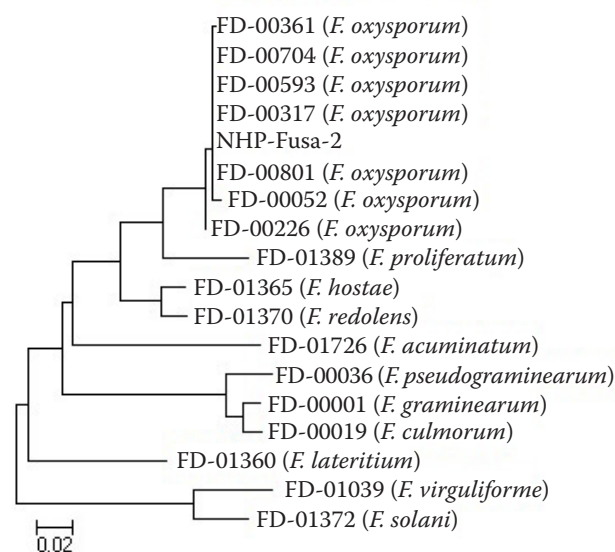 FD-00361 (F. oxysporum)
FD-00704 (F. oxysporum)
FD-00593 (F. oxysporum)
FD-00317 (F. oxysporum)
NHP-Fusa-2
FD-00801 (F. oxysporum)
FD-00052 (F. oxysporum)
FD-00226 (F. oxysporum)
FD-01389 (F. proliferatum)
FD-01365 (F. hostae)
FD-01370 (F. redolens)
FD-01726 (F. acuminatum)
FD-00036 (F. pseudograminearum)
FD-00001 (F. graminearum)
FD-00019 (F. culmorum)
FD-01360 (F. lateritium)
FD-01039 (F. virguliforme)
FD-01372 (F. solani)
0.02